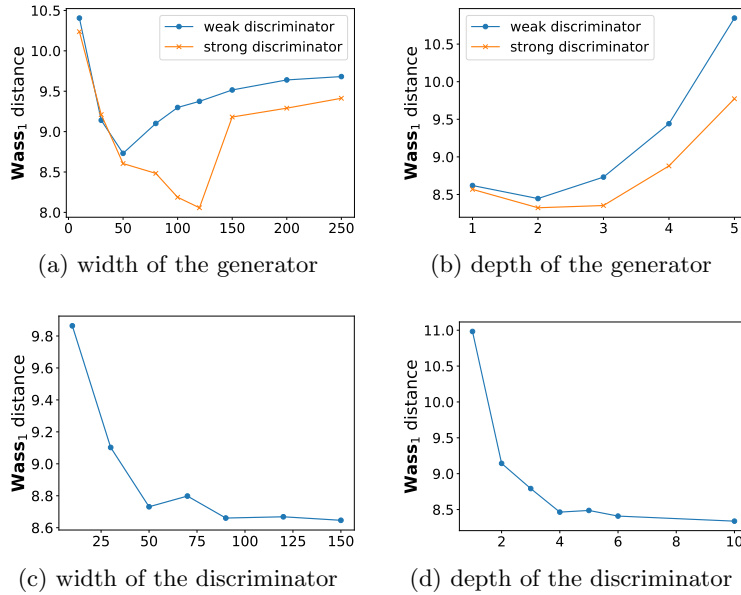 10.5
10.0
9.5
9.0
8.5
8.0
Wass₁ distance
weak discriminator
strong discriminator
0 50 100 150 200 250
(a) width of the generator
10.5
10.0
9.5
9.0
8.5
Wass₁ distance
weak discriminator
strong discriminator
1 2 3 4 5
(b) depth of the generator
9.8
9.6
9.4
9.2
9.0
8.8
8.6
Wass₁ distance
25 50 75 100 125 150
(c) width of the discriminator
11.0
10.5
10.0
9.5
9.0
8.5
Wass₁ distance
2 4 6 8 10
(d) depth of the discriminator